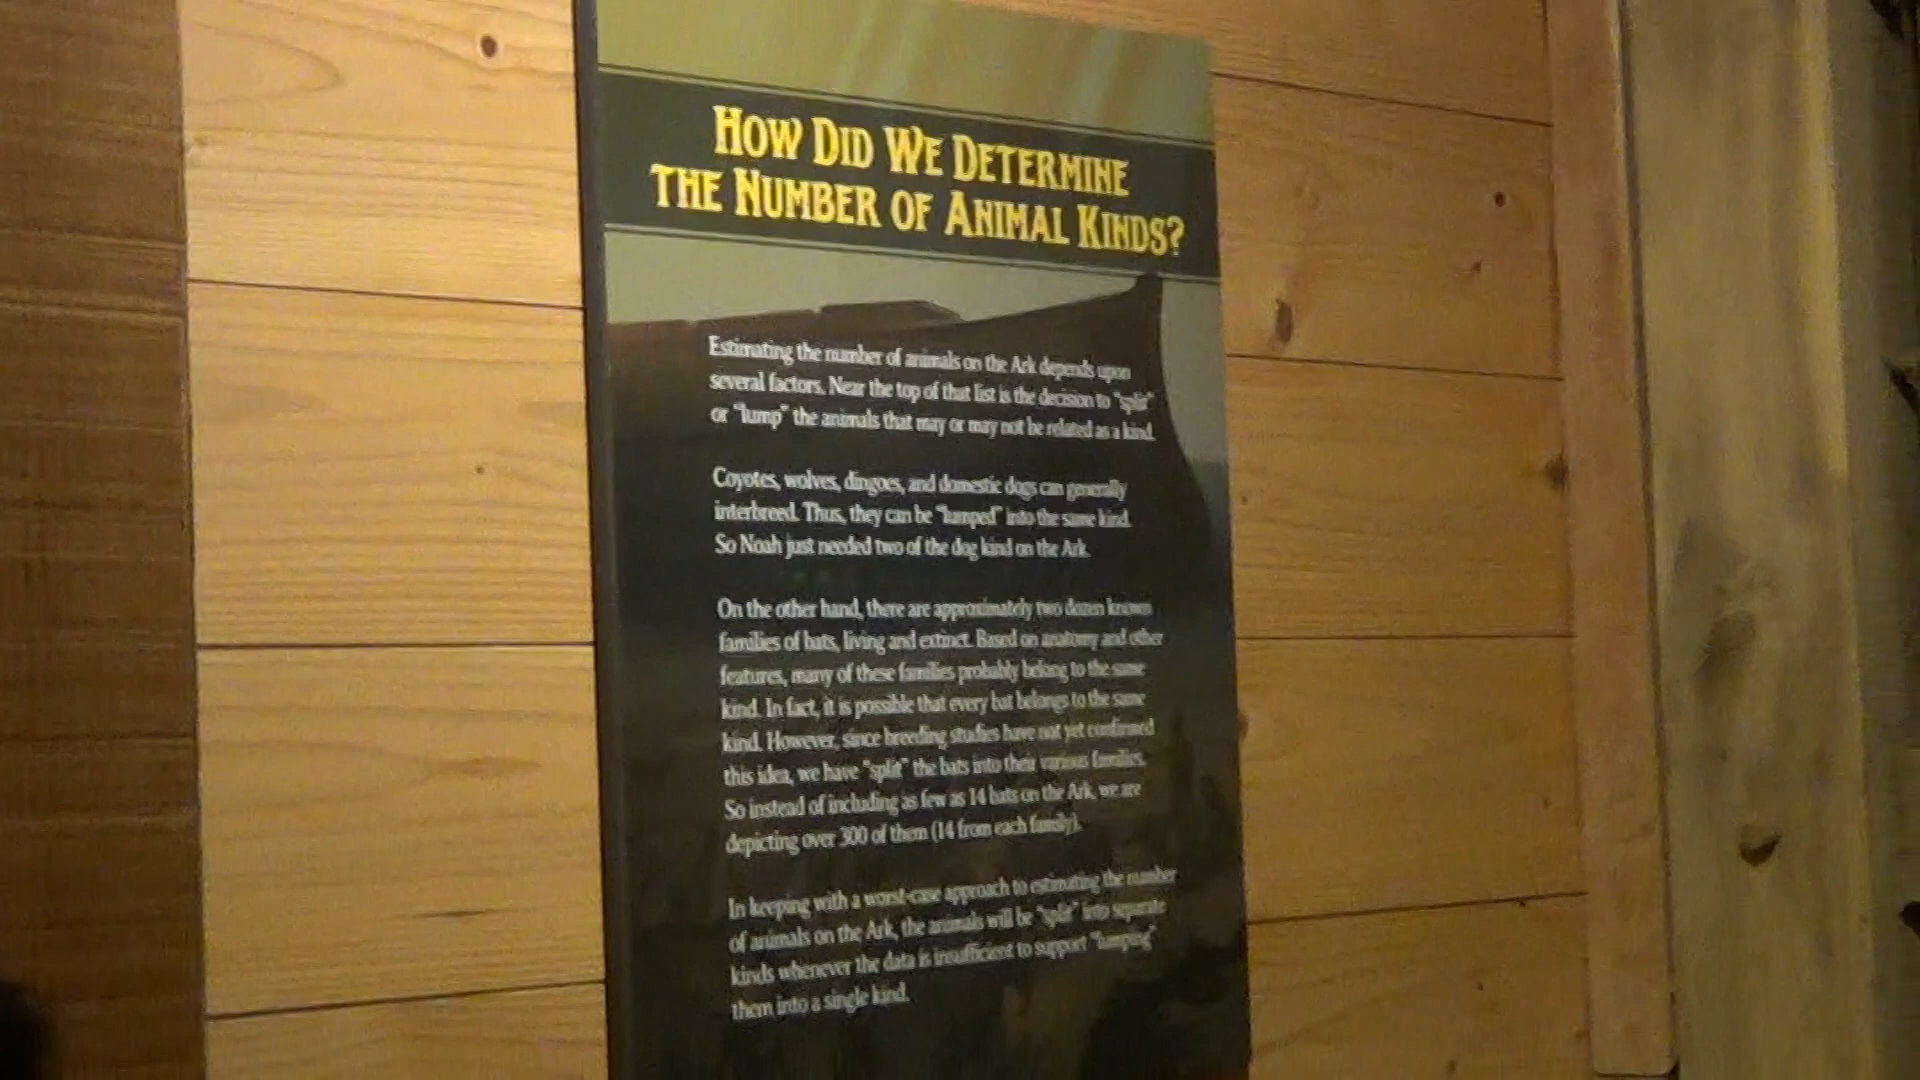 HOW DID WE DETERMINE
THE NUMBER OF ANIMAL KINDS?
Estimating the number of animals on the Ark depends upon
several factors. Near the top of that list is the decision to "split"
or "lump" the animals that may or may not be related as a kind.
Coyotes, wolves, dingoes, and domestic dogs can generally
interbreed. Thus, they can be "lumped" into the same kind.
So Noah just needed two of the dog kind on the Ark.
On the other hand, there are approximately two dozen known
families of bats, living and extinct. Based on anatomy and other
features, many of these families probably belong to the same
kind. In fact, it is possible that every bat belongs to the same
kind. However, since breeding studies have not yet confirmed
this idea, we have "split" the bats into their various families.
So instead of including as few as 14 bats on the Ark, we are
depicting over 300 of them (14 from each family).
In keeping with a worst-case approach to estimating the number
of animals on the Ark, the animals will be "split" into separate
kinds whenever the data is insufficient to support "lumping"
them into a single kind.